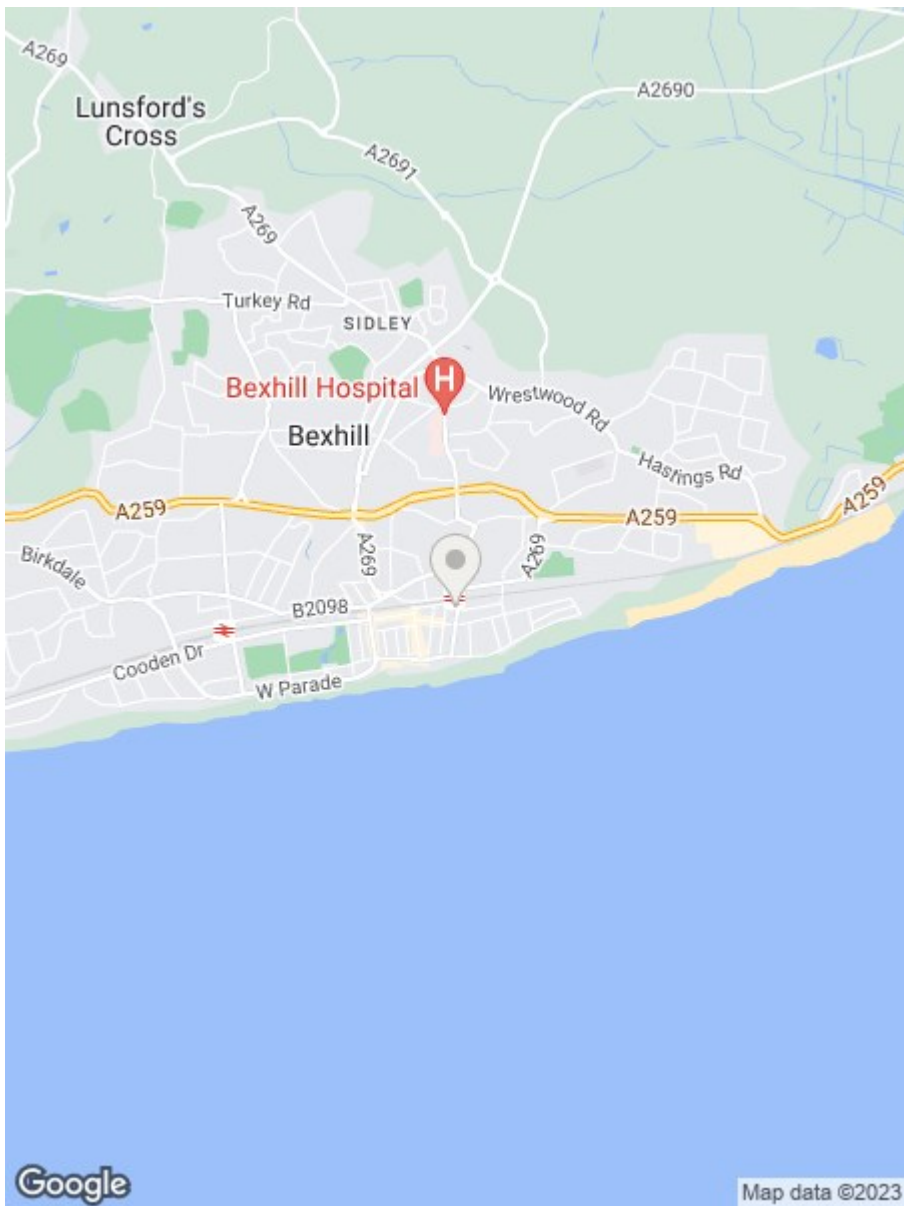 A269
A2690
Lunsford's
Cross
A2691
A269
Turkey Rd
SIDLEY
H
Bexhill Hospital
Wrestwood Rd
Bexhill
Hastings Rd
A259
A259
A259
Birkdale
A269
A269
B2098
Cooden Dr
W Parade
Google
Map data ©2023